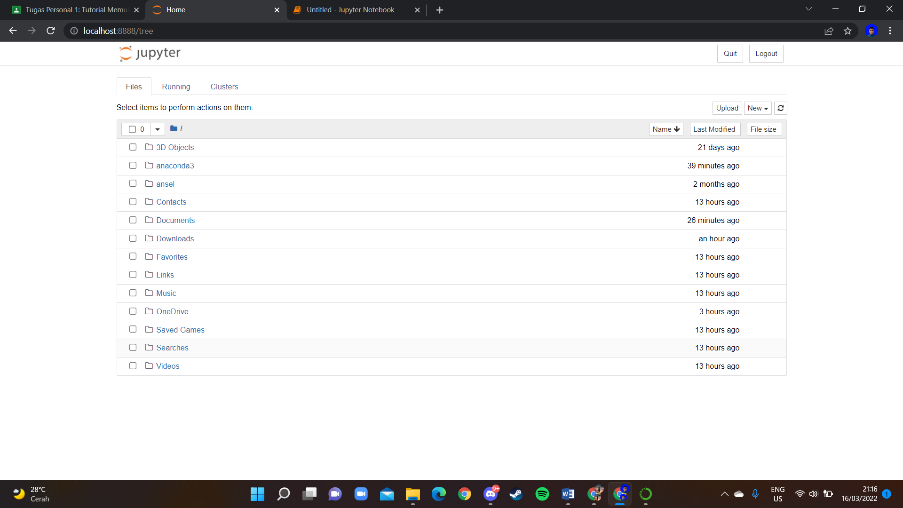 Tugas Personal 1: Tutorial Memu
Home
Untitled - Jupyter Notebook
localhost:8888/tree
jupyter
Quit
Logout
Files
Running
Clusters
Select items to perform actions on them.
Upload
New
0
/
Name
Last Modified
File size
3D Objects
21 days ago
anaconda3
39 minutes ago
ansel
2 months ago
Contacts
13 hours ago
Documents
26 minutes ago
Downloads
an hour ago
Favorites
13 hours ago
Links
13 hours ago
Music
13 hours ago
OneDrive
3 hours ago
Saved Games
13 hours ago
Searches
13 hours ago
Videos
13 hours ago
28°C
Cerah
ENG
US
21:16
16/03/2022